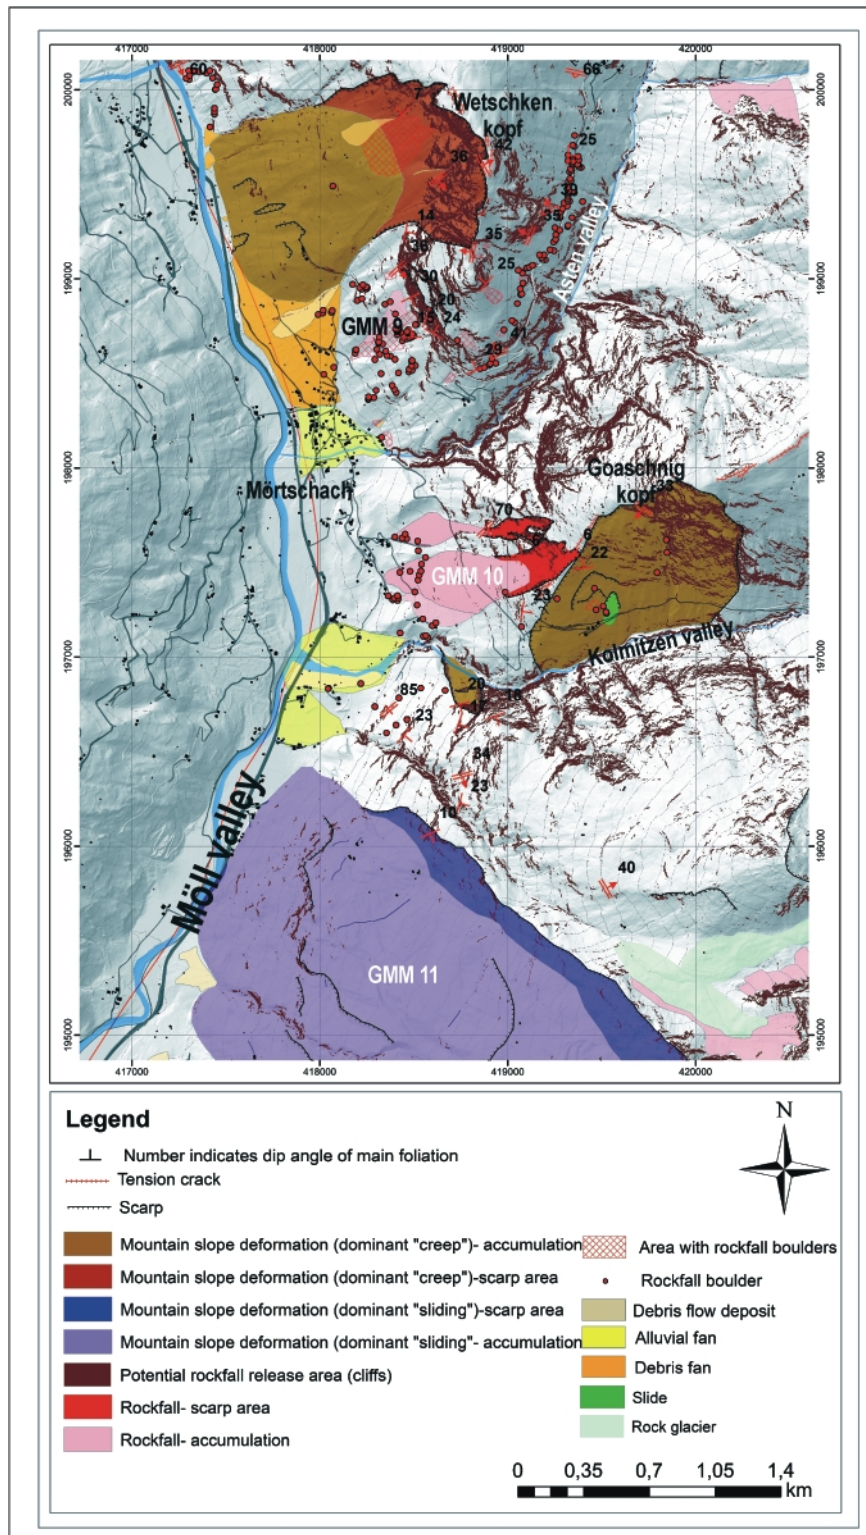 417000 418000 419000 420000
200000 200000
60
66
7
Wetschken
kopf
42
25
36
39
14
35
36
35
199000 199000
30
25
Asten valley
20
GMM 9
15
24
41
29
198000 198000
Goaschnig
kopf
33
Mörtschach
70
6
6
22
GMM 10
23
197000 197000
Kolmitzen valley
20
16
85
17
23
84
23
10
Möll valley
196000 196000
40
GMM 11
195000 195000
417000 418000 419000 420000
Legend
N
Number indicates dip angle of main foliation
Tension crack
Scarp
Mountain slope deformation (dominant "creep")- accumulation
Mountain slope deformation (dominant "creep")-scarp area
Mountain slope deformation (dominant "sliding")-scarp area
Mountain slope deformation (dominant "sliding"- accumulation
Potential rockfall release area (cliffs)
Rockfall- scarp area
Rockfall- accumulation
Area with rockfall boulders
Rockfall boulder
Debris flow deposit
Alluvial fan
Debris fan
Slide
Rock glacier
0 0,35 0,7 1,05 1,4
km